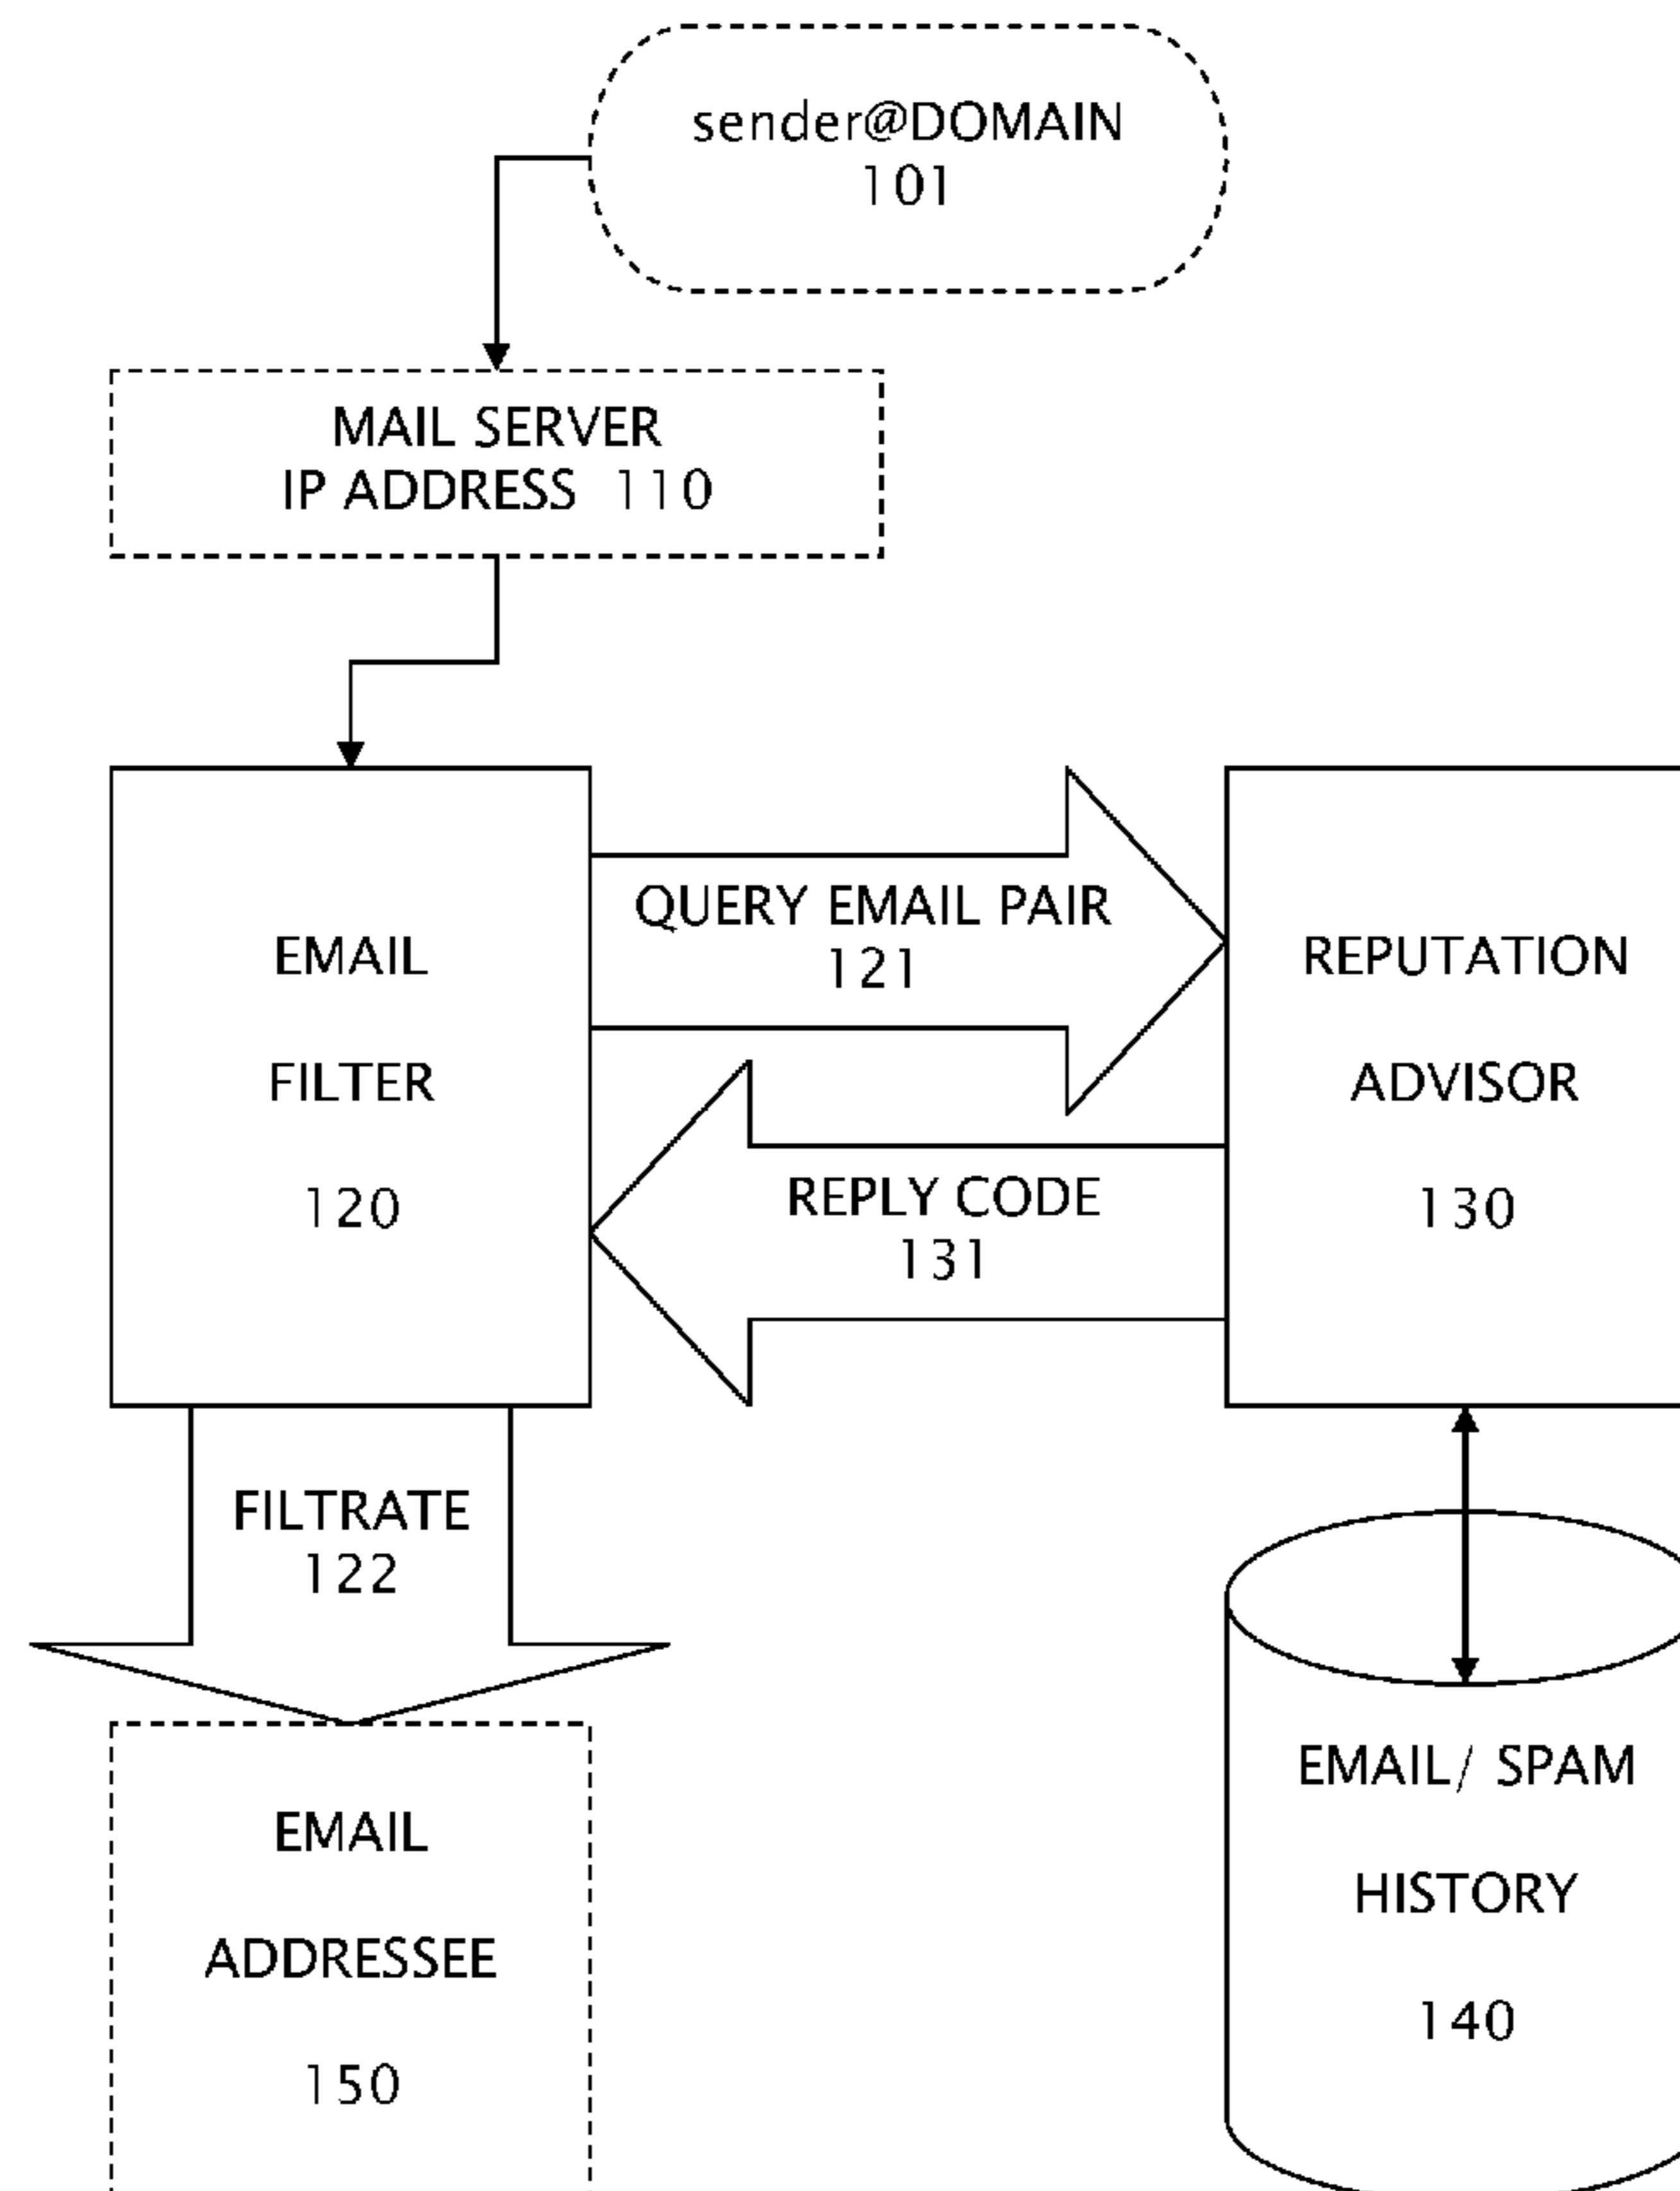 sender@DOMAIN
101
MAIL SERVER
IP ADDRESS 110
EMAIL
FILTER
120
QUERY EMAIL PAIR
121
REPLY CODE
131
REPUTATION
ADVISOR
130
FILTRATE
122
EMAIL
ADDRESSEE
150
EMAIL/ SPAM
HISTORY
140